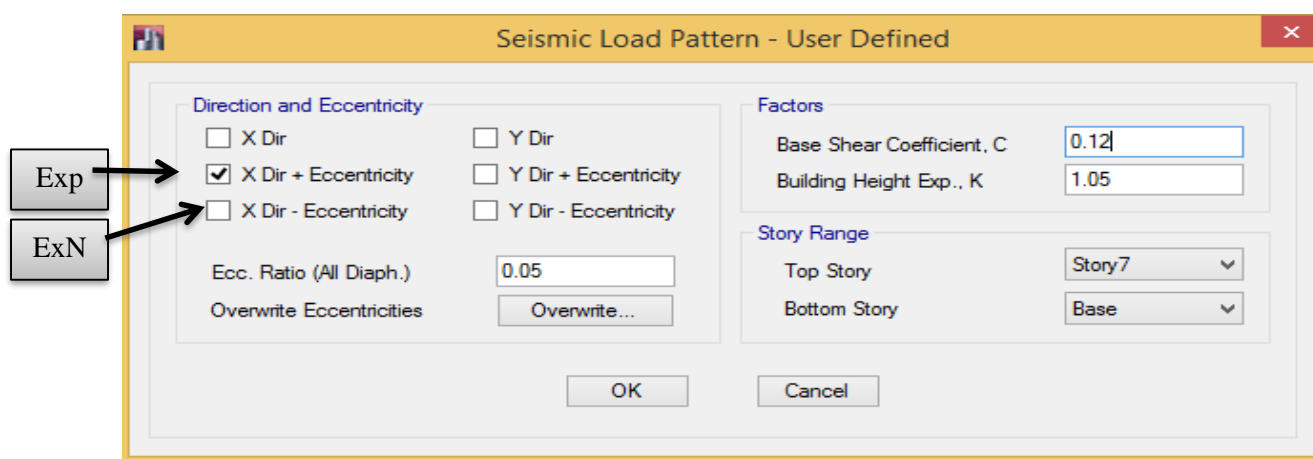 Seismic Load Pattern - User Defined
Direction and Eccentricity
X Dir
Y Dir
Exp
X Dir + Eccentricity
Y Dir + Eccentricity
ExN
X Dir - Eccentricity
Y Dir - Eccentricity
Ecc. Ratio (All Diaph.)
0.05
Overwrite Eccentricities
Overwrite...
Factors
Base Shear Coefficient, C
0.12
Building Height Exp., K
1.05
Story Range
Top Story
Story7
Bottom Story
Base
OK
Cancel